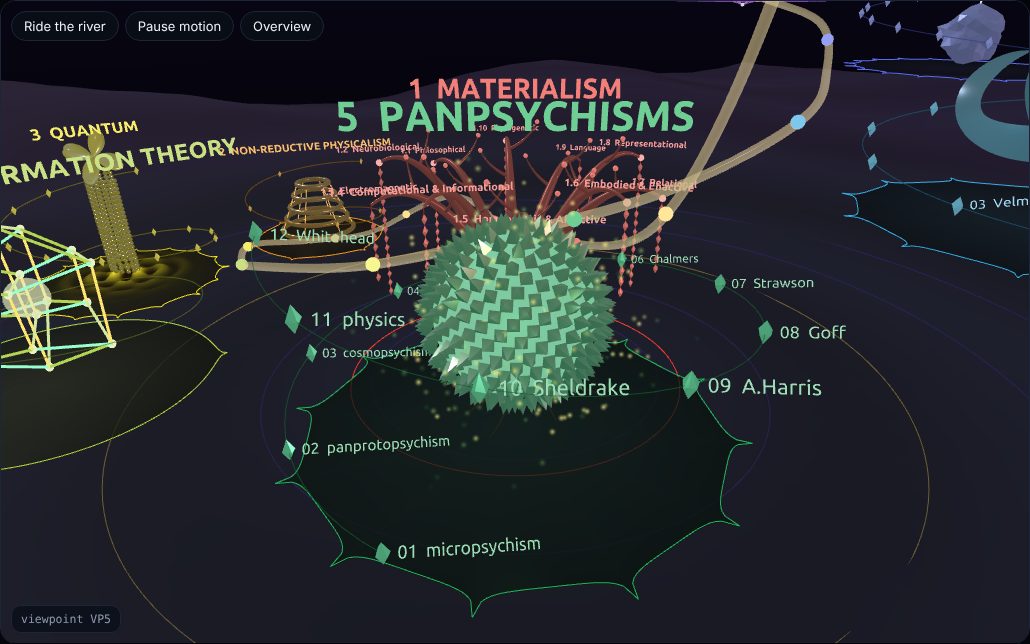 Ride the river
Pause motion
Overview
1 MATERIALISM
5 PANPSYCHISMS
3 QUANTUM
RMATION THEORY
2 NON-REDUCTIVE PHYSICALISM
1.2 Neurobiological
Philosophical
1.9 Language
1.8 Representational
Computational & Informational
1.6 Embodied &
1.5
03 Velm
12 Whitehead
06 Chalmers
07 Strawson
04
11 physics
08 Goff
03 cosmopsychism
10 Sheldrake
09 A.Harris
02 panprotopsychism
01 micropsychism
viewpoint VP5